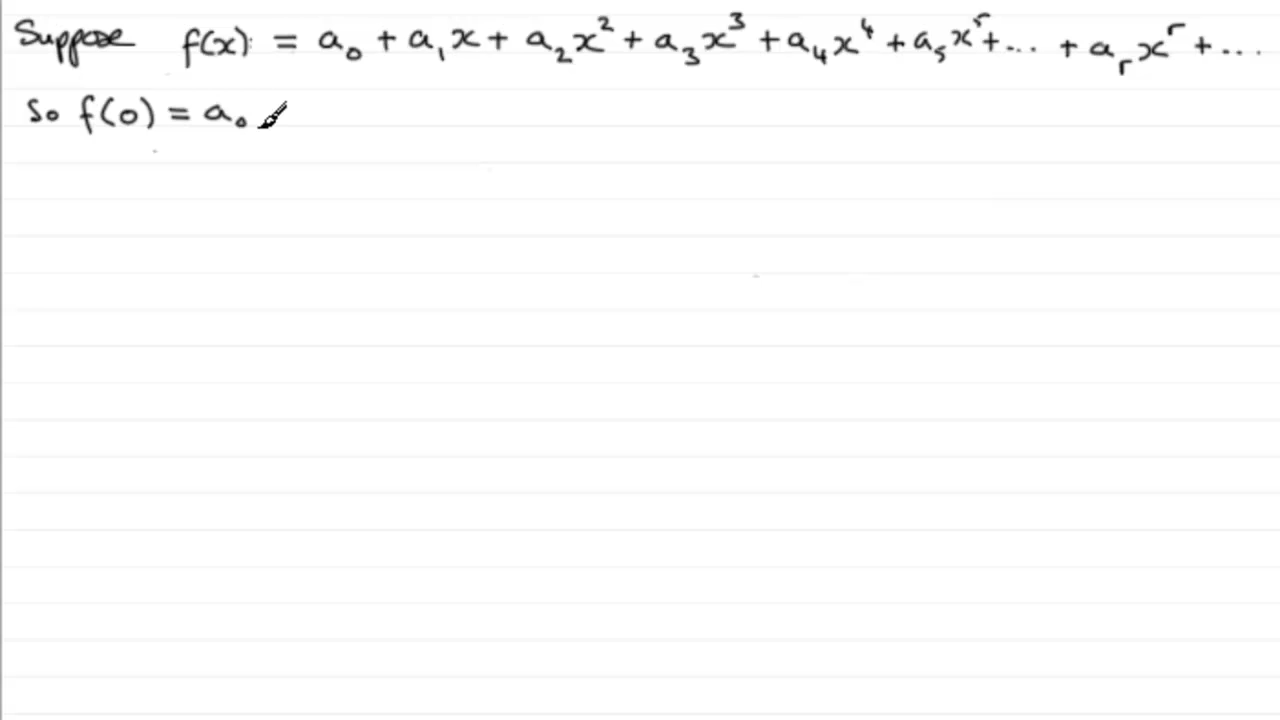 Suppose f(x) = a₀ + a₁x + a₂x² + a₃x³ + a₄x⁴ + a₅x⁵ + ... + aᵣxʳ + ...
So f(0) = a₀